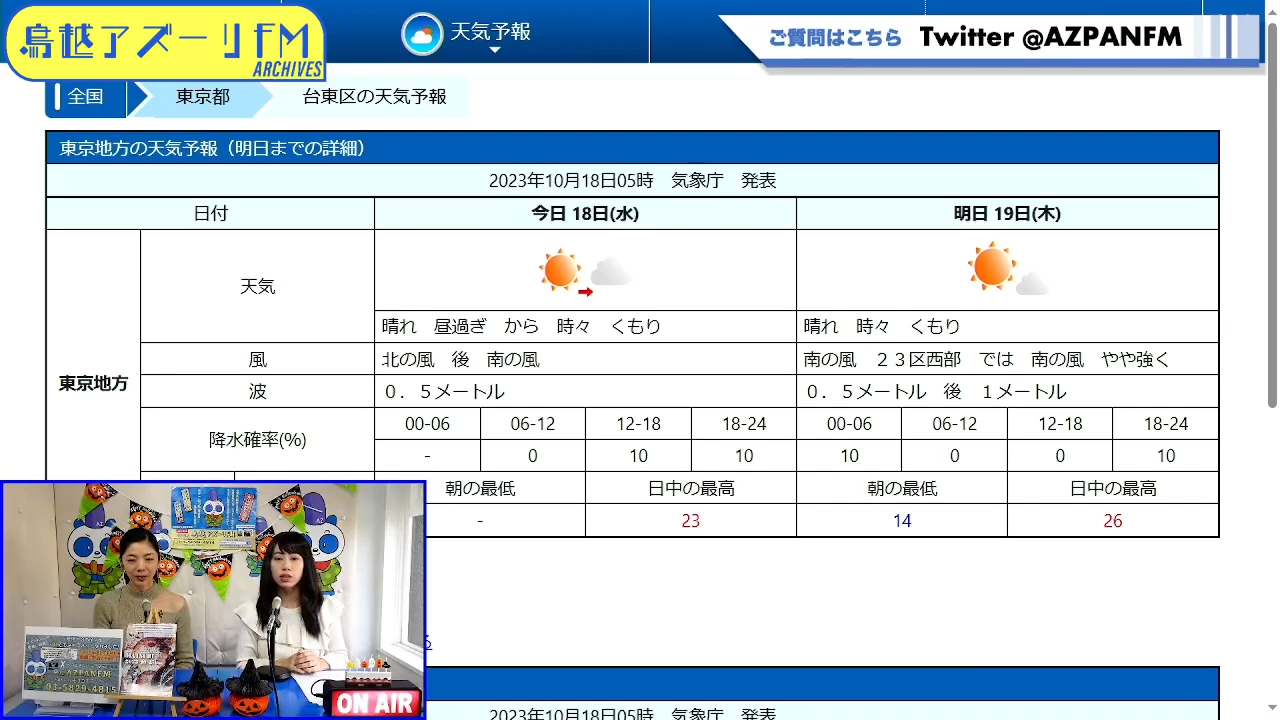 鳥越アズーリFM
ARCHIVES
天気予報
ご質問はこちら Twitter @AZPANFM
全国 東京都 台東区の天気予報
東京地方の天気予報（明日までの詳細）
2023年10月18日05時 気象庁 発表
日付 今日 18日(水) 明日 19日(木)
東京地方
天気
晴れ 昼過ぎ から 時々 くもり 晴れ 時々 くもり
風 北の風 後 南の風 南の風 ２３区西部 では 南の風 やや強く
波 ０．５メートル ０．５メートル 後 １メートル
降水確率(%)
00-06 06-12 12-18 18-24 00-06 06-12 12-18 18-24
- 0 10 10 10 0 0 10
朝の最低 日中の最高 朝の最低 日中の最高
- 23 14 26
AZPANFM
03-5829-4815
ON AIR
2023年10月18日05時 気象庁 発表